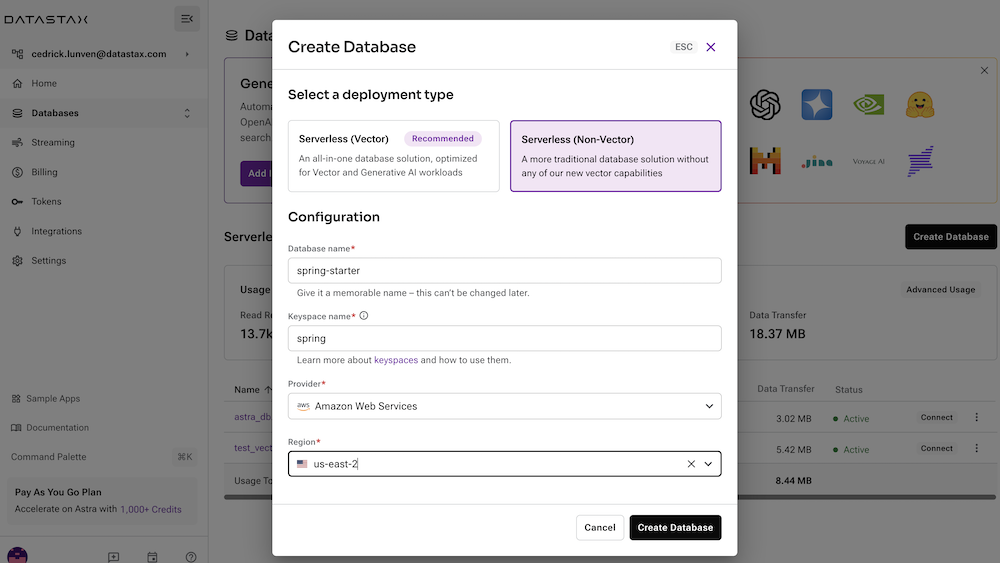 DATASTAX
cedrick.lunven@datastax.com
Home
Databases
Streaming
Billing
Tokens
Integrations
Settings
Sample Apps
Documentation
Command Palette
⌘K
Pay As You Go Plan
Accelerate on Astra with 1,000+ Credits
Create Database
ESC
Select a deployment type
Serverless (Vector)
Recommended
An all-in-one database solution, optimized
for Vector and Generative AI workloads
Serverless (Non-Vector)
A more traditional database solution without
any of our new vector capabilities
Configuration
Database name*
spring-starter
Give it a memorable name – this can't be changed later.
Keyspace name*
spring
Learn more about keyspaces and how to use them.
Provider*
aws
Amazon Web Services
Region*
us-east-2
Cancel
Create Database
Data
Gene
Automa
OpenA
search.
Add I
Jina
VOYAGE AI
Serverle
Create Database
Usage
Advanced Usage
Read Re
13.7k
Data Transfer
18.37 MB
Name
Data Transfer
Status
astra_db
3.02 MB
Active
Connect
test_vect
5.42 MB
Active
Connect
Usage To
8.44 MB